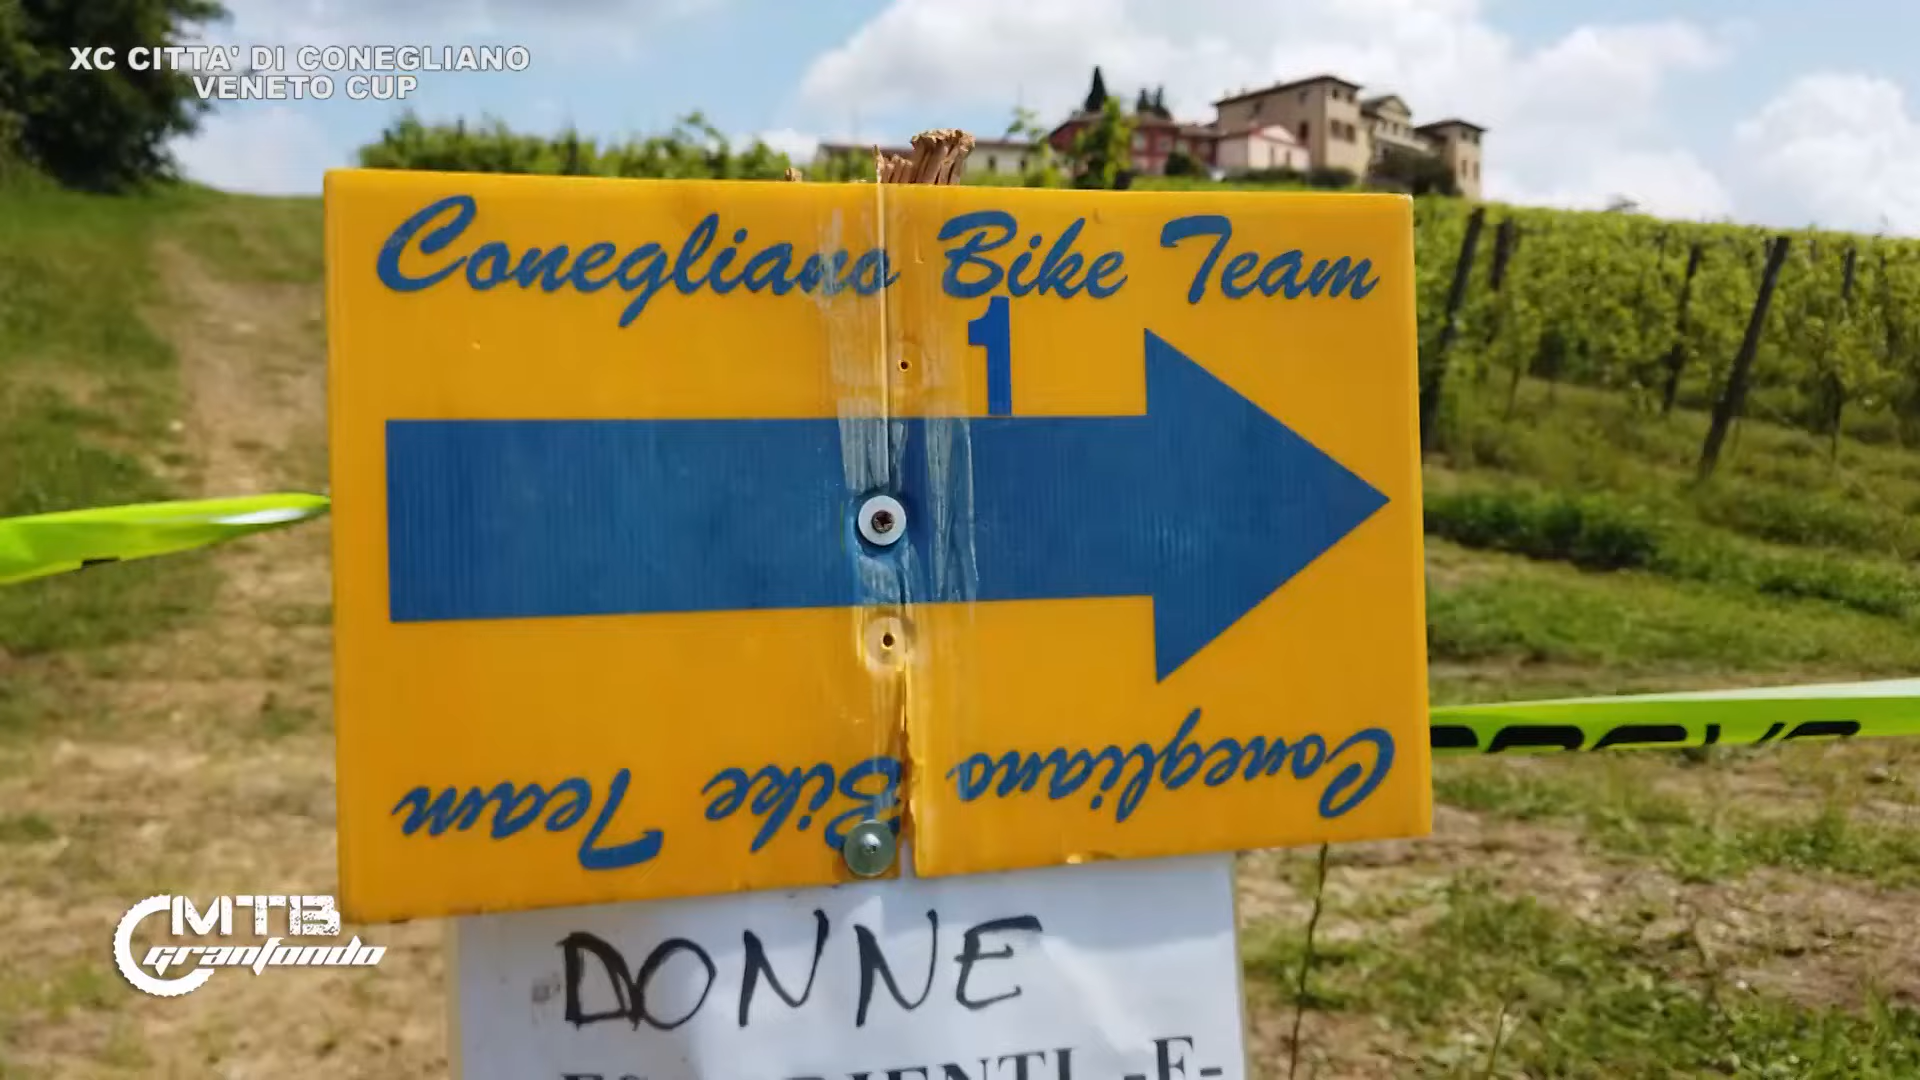 XC CITTA' DI CONEGLIANO
VENETO CUP
Conegliano Bike Team
1
Conegliano Bike Team
MTB
granfondo
DONNE